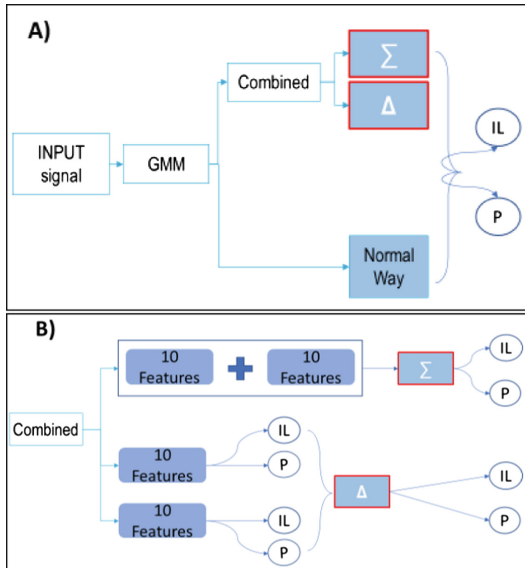 A)
INPUT
signal
GMM
Combined
Σ
Δ
Normal
Way
IL
P
B)
Combined
10
Features
10
Features
Σ
IL
P
10
Features
IL
P
10
Features
IL
P
Δ
IL
P